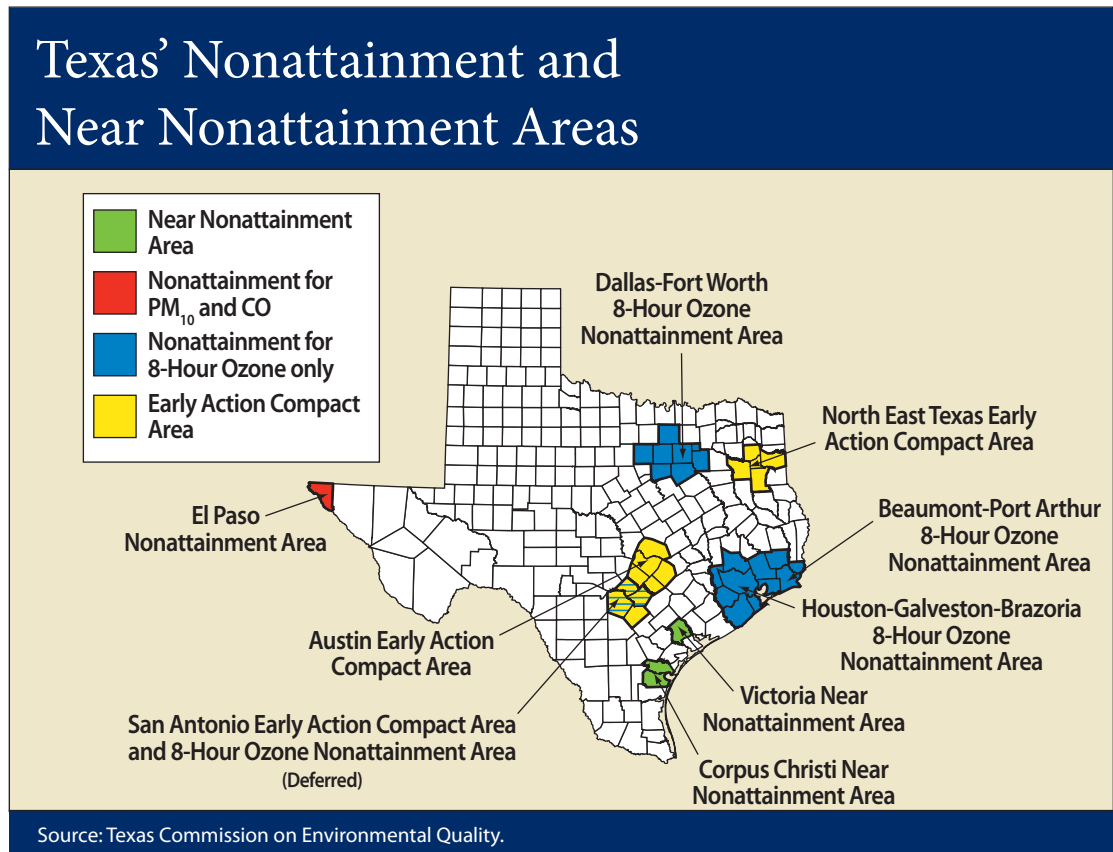 Texas’ Nonattainment and
Near Nonattainment Areas
Near Nonattainment
Area
Nonattainment for
PM10 and CO
Nonattainment for
8-Hour Ozone only
Early Action Compact
Area
Dallas-Fort Worth
8-Hour Ozone
Nonattainment Area
North East Texas Early
Action Compact Area
El Paso
Nonattainment Area
Beaumont-Port Arthur
8-Hour Ozone
Nonattainment Area
Houston-Galveston-Brazoria
8-Hour Ozone
Nonattainment Area
Austin Early Action
Compact Area
Victoria Near
Nonattainment Area
San Antonio Early Action Compact Area
and 8-Hour Ozone Nonattainment Area
(Deferred)
Corpus Christi Near
Nonattainment Area
Source: Texas Commission on Environmental Quality.